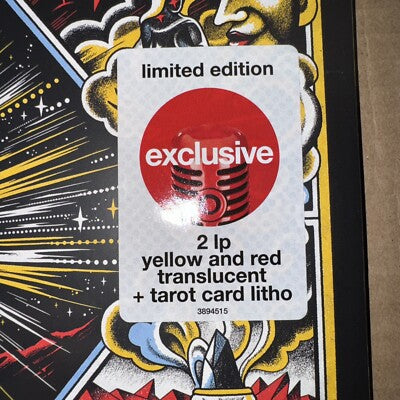 limited edition
exclusive
2 lp
yellow and red
translucent
+ tarot card litho
3894515